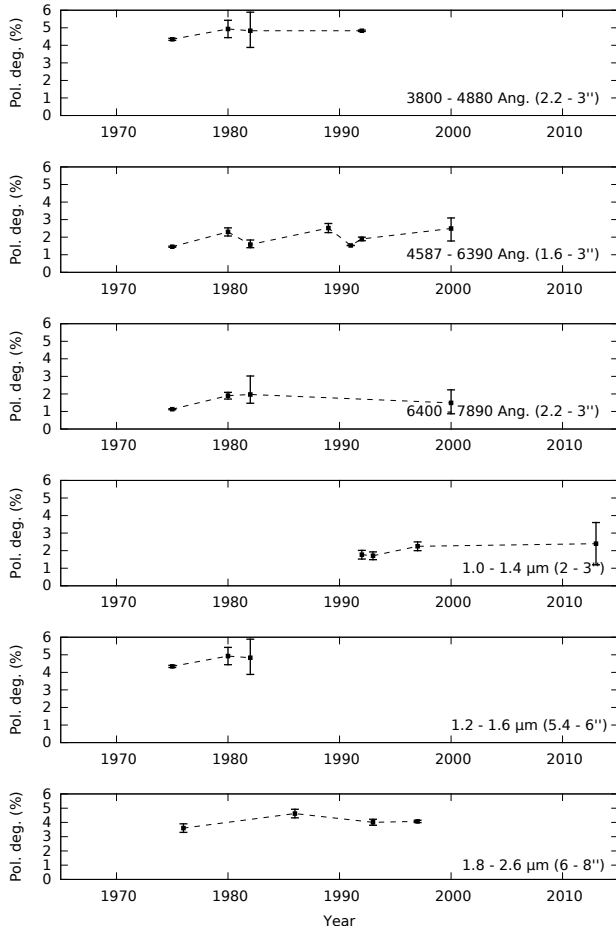 Pol. deg. (%)
6
5
4
3
2
1
0
3800 - 4880 Ang. (2.2 - 3'')
1970 1980 1990 2000 2010
Pol. deg. (%)
6
5
4
3
2
1
0
4587 - 6390 Ang. (1.6 - 3'')
1970 1980 1990 2000 2010
Pol. deg. (%)
6
5
4
3
2
1
0
6400 - 7890 Ang. (2.2 - 3'')
1970 1980 1990 2000 2010
Pol. deg. (%)
6
5
4
3
2
1
0
1.0 - 1.4 µm (2 - 3'')
1970 1980 1990 2000 2010
Pol. deg. (%)
6
5
4
3
2
1
0
1.2 - 1.6 µm (5.4 - 6'')
1970 1980 1990 2000 2010
Pol. deg. (%)
6
5
4
3
2
1
0
1.8 - 2.6 µm (6 - 8'')
1970 1980 1990 2000 2010
Year